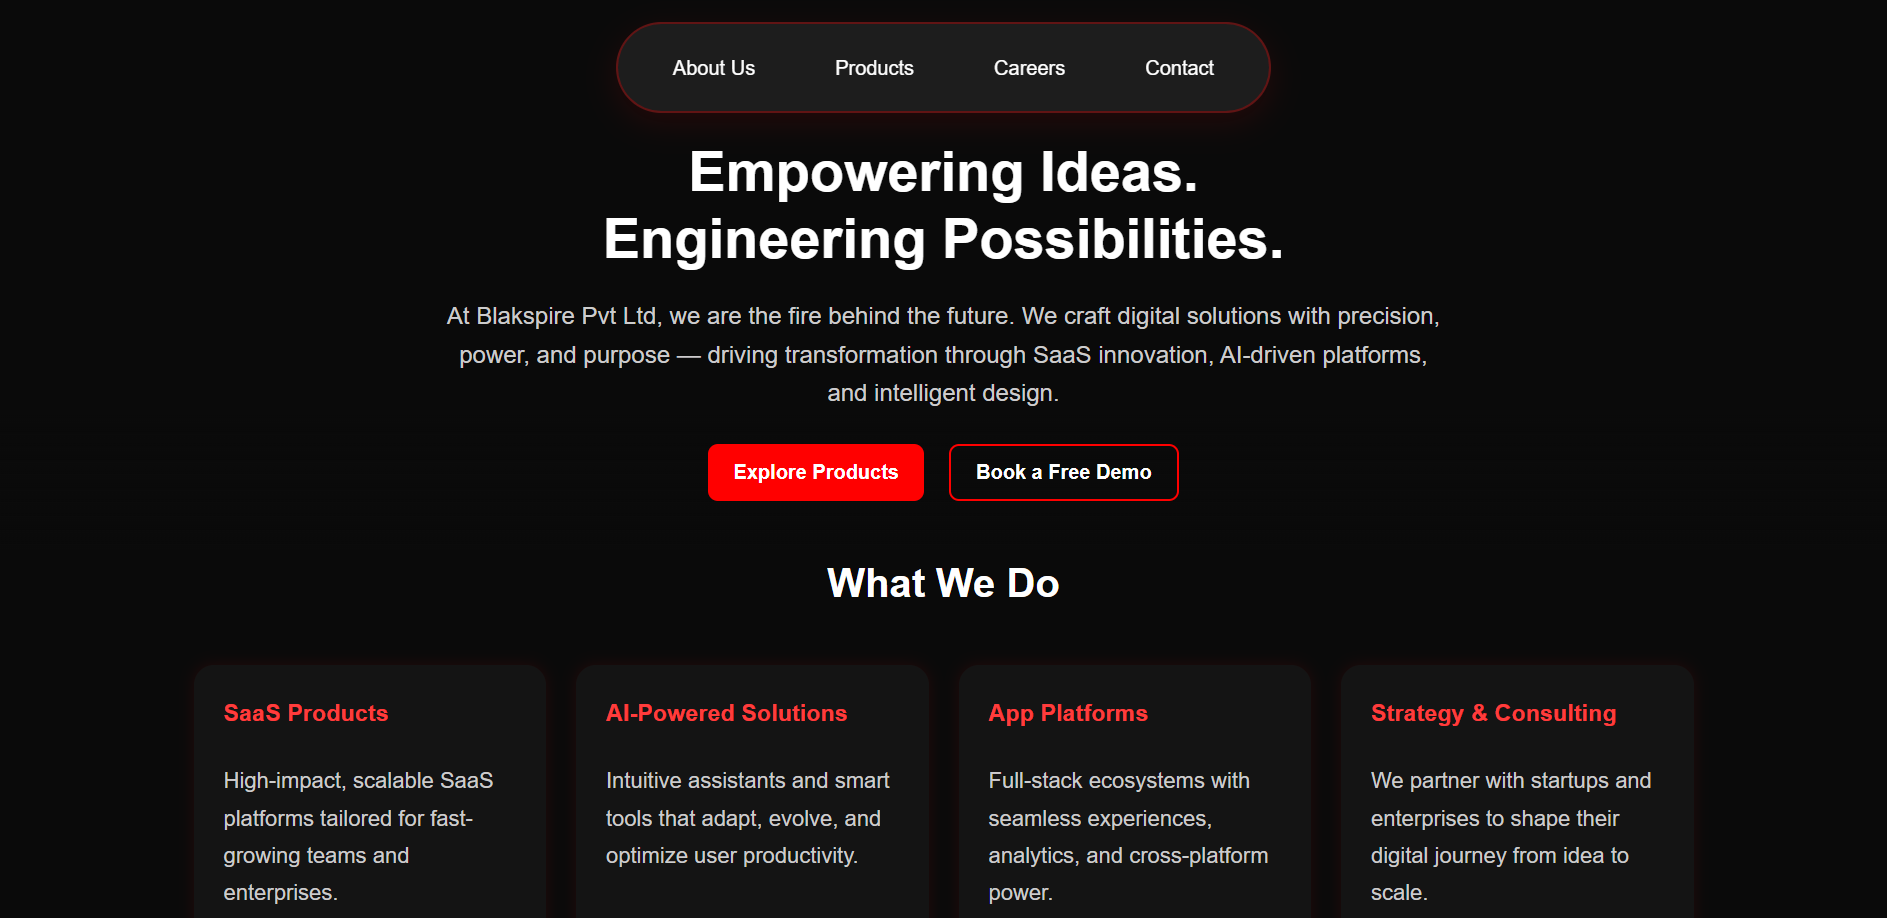 About Us Products Careers Contact
Empowering Ideas.
Engineering Possibilities.
At Blakspire Pvt Ltd, we are the fire behind the future. We craft digital solutions with precision,
power, and purpose — driving transformation through SaaS innovation, AI-driven platforms,
and intelligent design.
Explore Products Book a Free Demo
What We Do
SaaS Products
High-impact, scalable SaaS
platforms tailored for fast-
growing teams and
enterprises.
AI-Powered Solutions
Intuitive assistants and smart
tools that adapt, evolve, and
optimize user productivity.
App Platforms
Full-stack ecosystems with
seamless experiences,
analytics, and cross-platform
power.
Strategy & Consulting
We partner with startups and
enterprises to shape their
digital journey from idea to
scale.